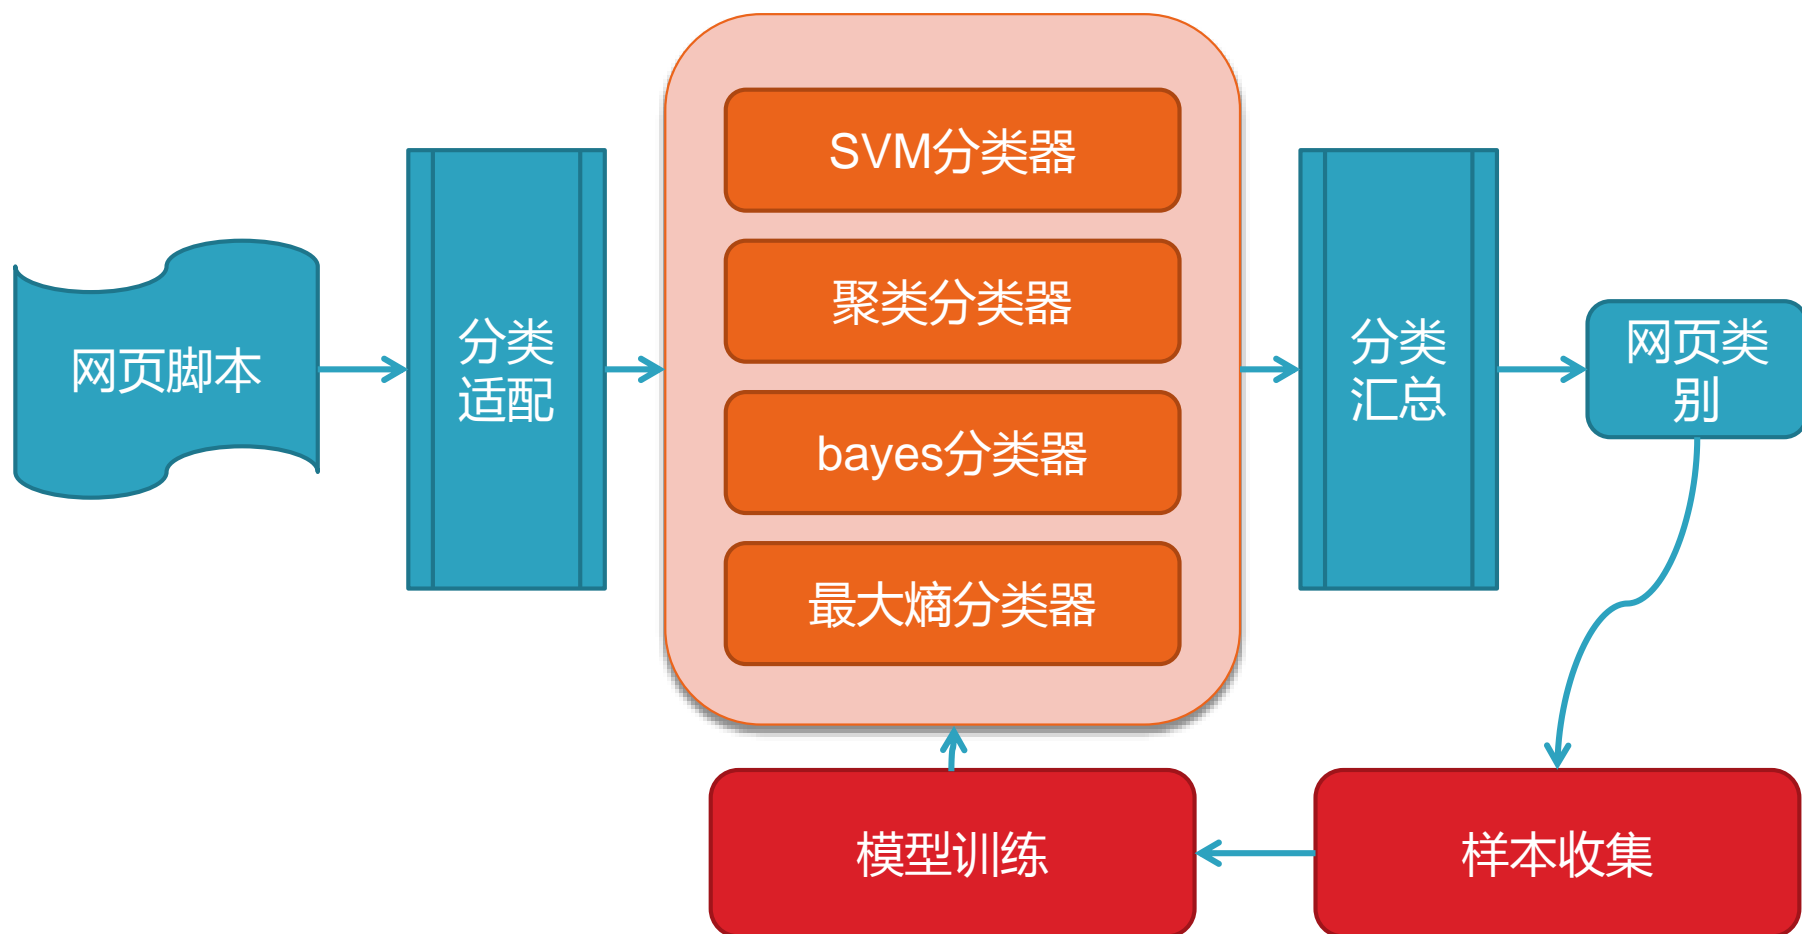 SVM分类器
聚类分类器
bayes分类器
最大熵分类器
网页脚本
分类
适配
分类
汇总
网页类
别
模型训练
样本收集